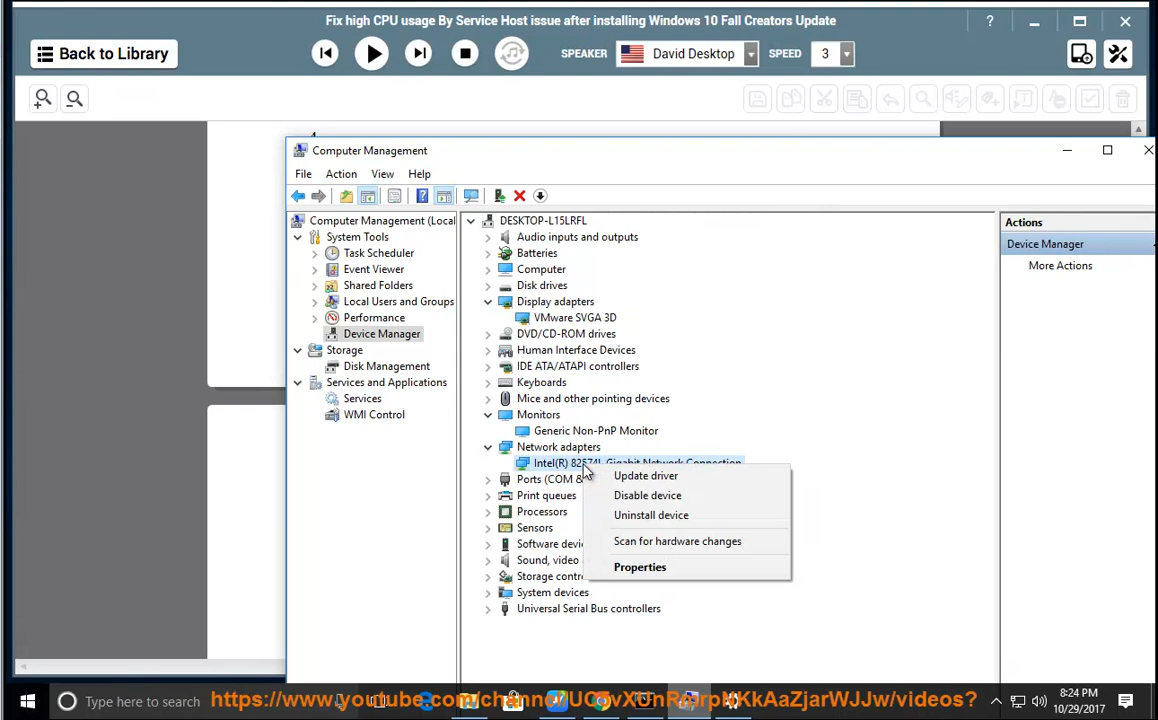 Fix high CPU usage By Service Host issue after installing Windows 10 Fall Creators Update
Back to Library
SPEAKER
David Desktop
SPEED
3
Computer Management
File
Action
View
Help
Computer Management (Local
System Tools
Task Scheduler
Event Viewer
Shared Folders
Local Users and Groups
Performance
Device Manager
Storage
Disk Management
Services and Applications
Services
WMI Control
DESKTOP-L15LRFL
Audio inputs and outputs
Batteries
Computer
Disk drives
Display adapters
VMware SVGA 3D
DVD/CD-ROM drives
Human Interface Devices
IDE ATA/ATAPI controllers
Keyboards
Mice and other pointing devices
Monitors
Generic Non-PnP Monitor
Network adapters
Intel(R) 82574L Gigabit Network Connection
Ports (COM &
Print queues
Processors
Sensors
Software devi
Sound, video
Storage contr
System devices
Universal Serial Bus controllers
Update driver
Disable device
Uninstall device
Scan for hardware changes
Properties
Actions
Device Manager
More Actions
Type here to search
8:24 PM
10/29/2017